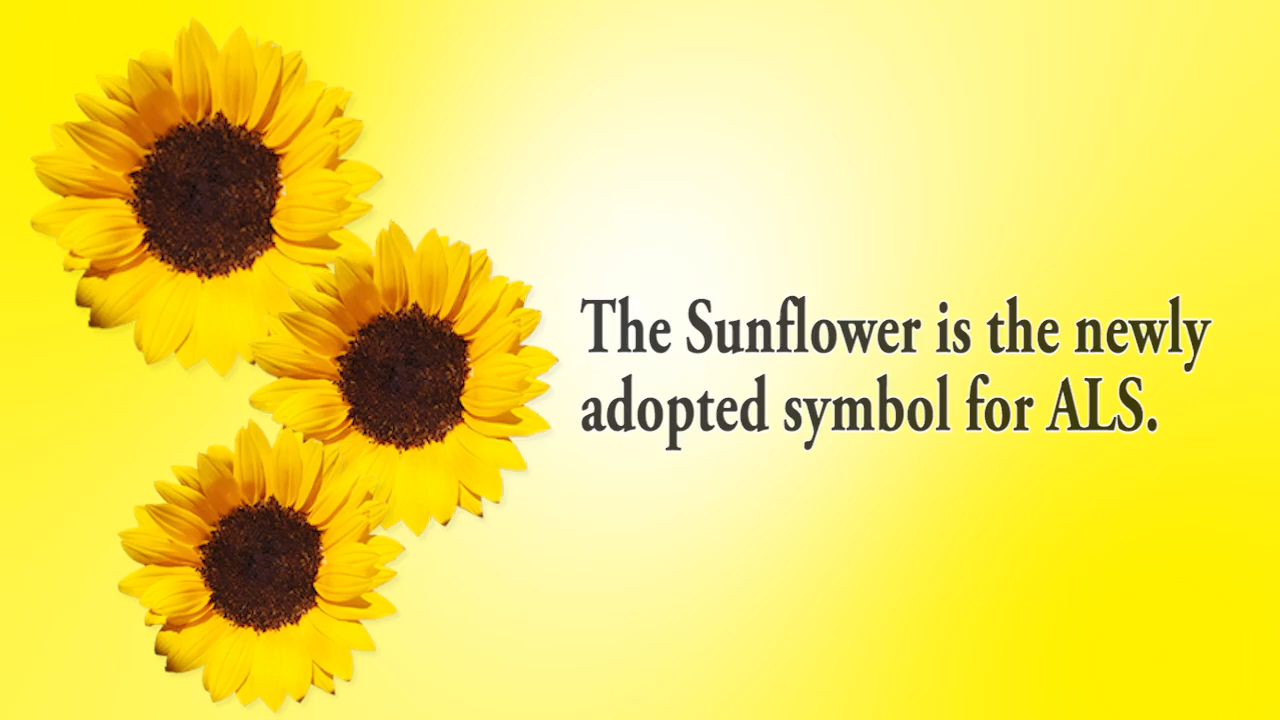 The Sunflower is the newly
adopted symbol for ALS.